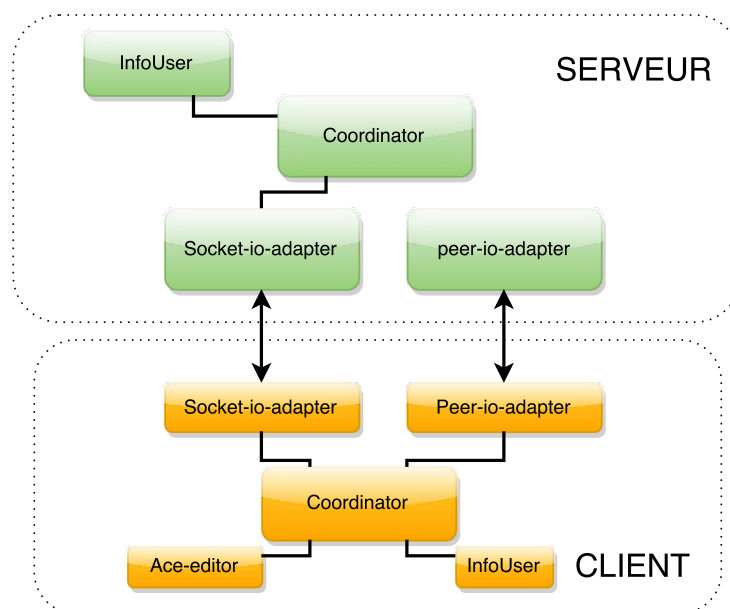 InfoUser
SERVEUR
Coordinator
Socket-io-adapter
peer-io-adapter
Socket-io-adapter
Peer-io-adapter
Coordinator
Ace-editor
InfoUser
CLIENT